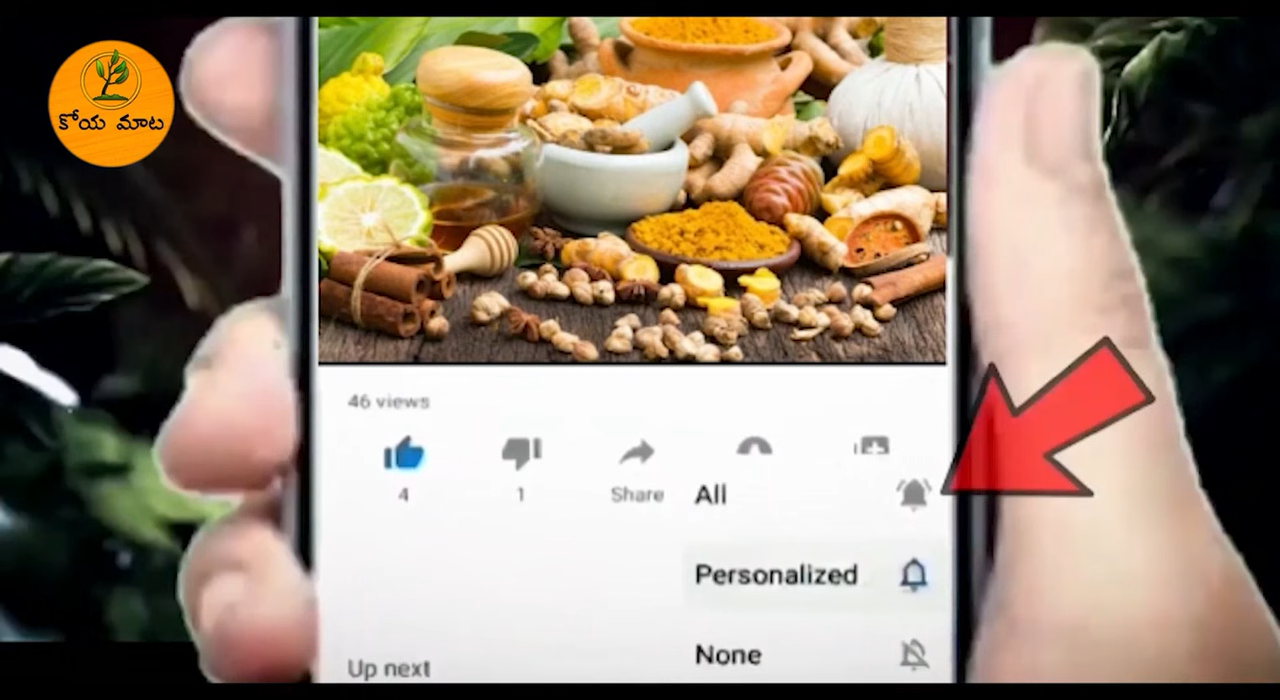 కోయ మాట
46 views
4
1
Share
All
Personalized
None
Up next